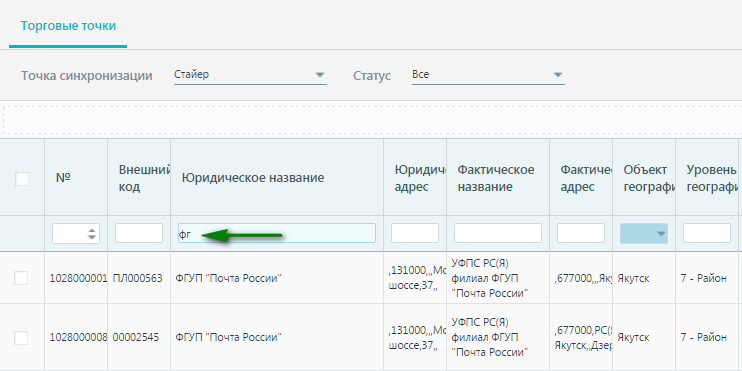 Торговые точки
Точка синхронизации Стайер Статус Все
№ Внешний код Юридическое название Юридич адрес Фактическое название Фактиче адрес Объект географи Уровень географи
фг
1028000001 ПЛ000563 ФГУП "Почта России" ,131000,,,Мо шоссе,37,, УФПС РС(Я) филиал ФГУП "Почта России" ,677000,,,Яку Якутск 7 - Район
1028000008 00002545 ФГУП "Почта России" ,131000,,,Мо шоссе,37,, УФПС РС(Я) филиал ФГУП "Почта России" ,677000,РС(Я Якутск,,Дзер Якутск 7 - Район